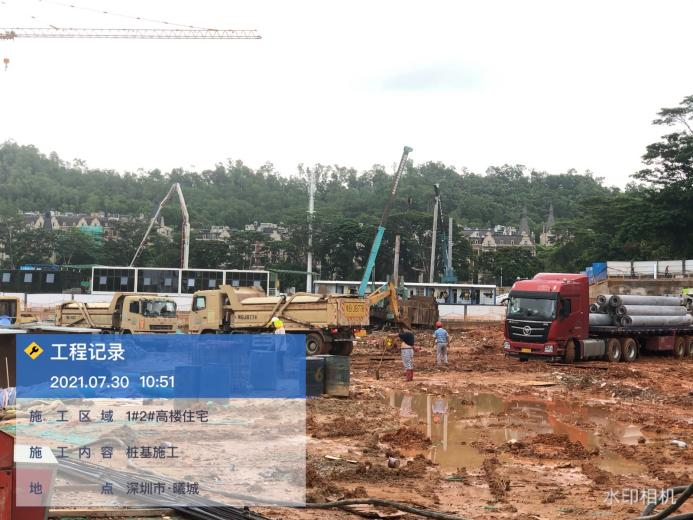 工程记录
2021.07.30 10:51
施工区域 1#2#高楼住宅
施工内容 桩基施工
地点 深圳市·曦城
水印相机